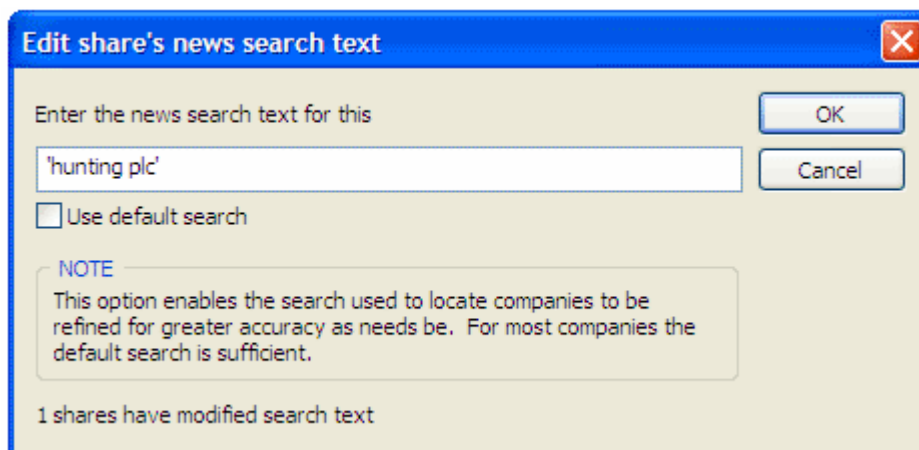 Edit share's news search text
Enter the news search text for this
OK
'hunting plc'
Cancel
Use default search
NOTE
This option enables the search used to locate companies to be
refined for greater accuracy as needs be. For most companies the
default search is sufficient.
1 shares have modified search text